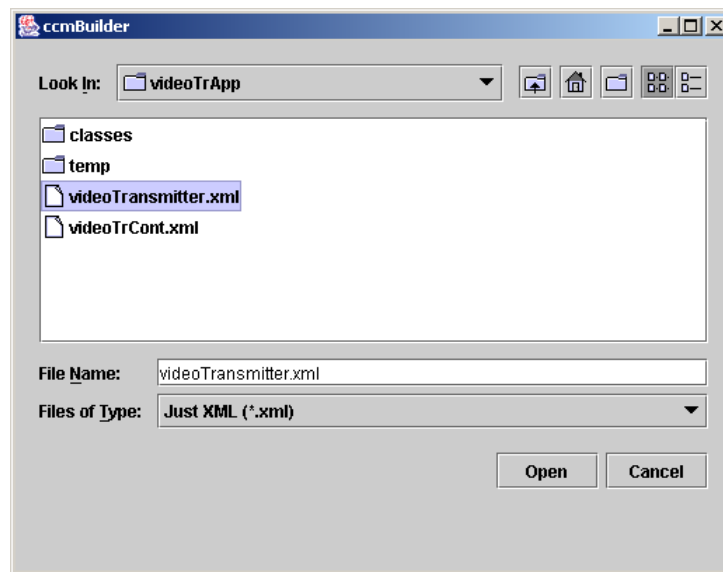 ccmBuilder
Look In: videoTrApp
classes
temp
videoTransmitter.xml
videoTrCont.xml
File Name: videoTransmitter.xml
Files of Type: Just XML (*.xml)
Open Cancel